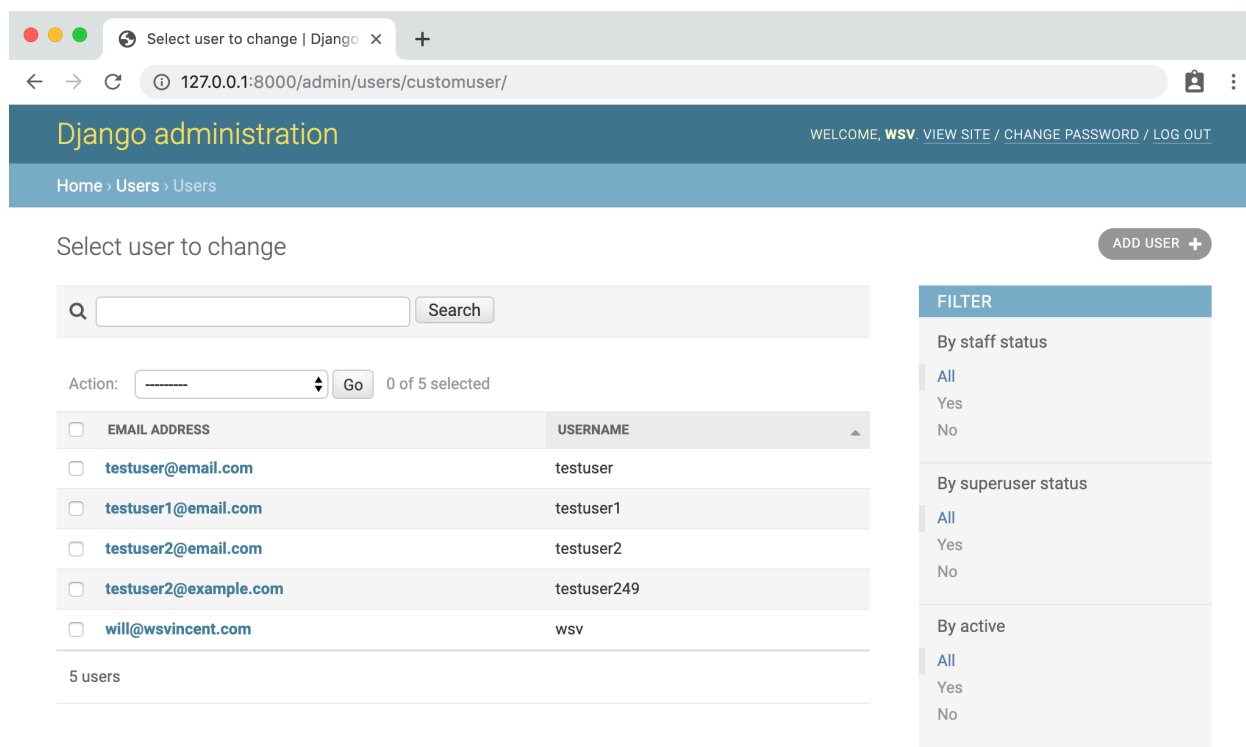 Select user to change | Django
127.0.0.1:8000/admin/users/customuser/
Django administration
WELCOME, WSV. VIEW SITE / CHANGE PASSWORD / LOG OUT
Home › Users › Users
Select user to change
ADD USER +
Search
Action: --------- Go 0 of 5 selected
EMAIL ADDRESS USERNAME
testuser@email.com testuser
testuser1@email.com testuser1
testuser2@email.com testuser2
testuser2@example.com testuser249
will@wsvincent.com wsv
5 users
FILTER
By staff status
All
Yes
No
By superuser status
All
Yes
No
By active
All
Yes
No